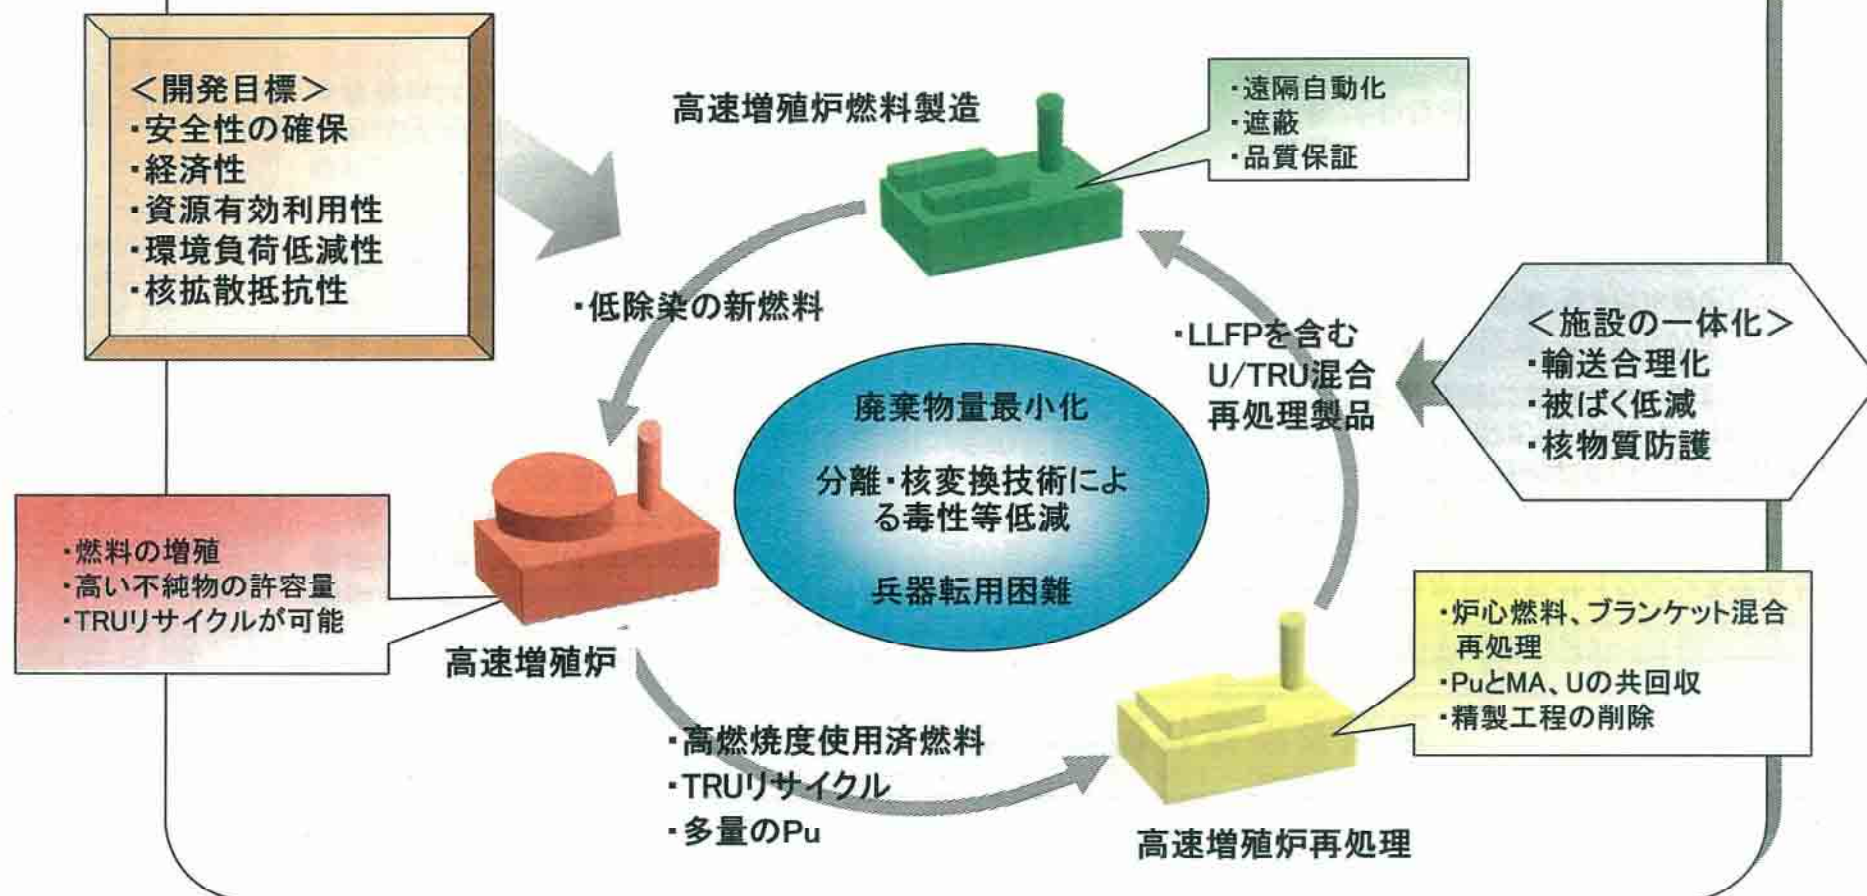 ＜開発目標＞
・安全性の確保
・経済性
・資源有効利用性
・環境負荷低減性
・核拡散抵抗性
高速増殖炉燃料製造
・遠隔自動化
・遮蔽
・品質保証
・低除染の新燃料
・LLFPを含む
U/TRU混合
再処理製品
＜施設の一体化＞
・輸送合理化
・被ばく低減
・核物質防護
廃棄物量最小化
分離・核変換技術によ
る毒性等低減
兵器転用困難
・燃料の増殖
・高い不純物の許容量
・TRUリサイクルが可能
高速増殖炉
・炉心燃料、ブランケット混合
再処理
・PuとMA、Uの共回収
・精製工程の削除
・高燃焼度使用済燃料
・TRUリサイクル
・多量のPu
高速増殖炉再処理